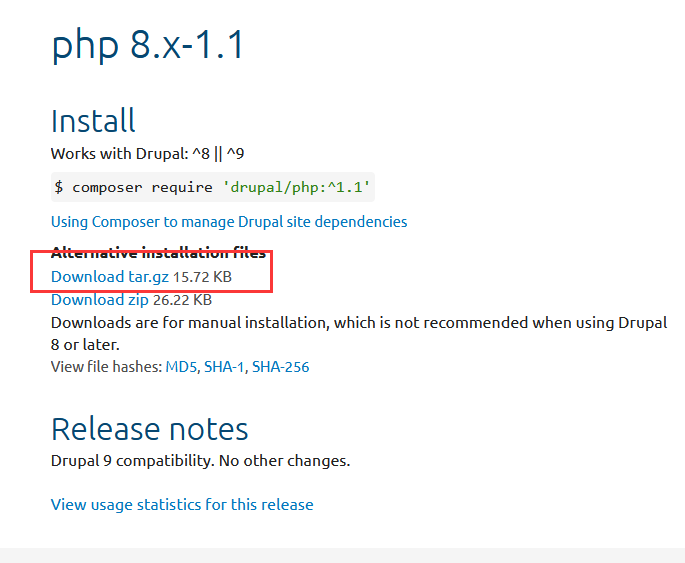 php 8.x-1.1
Install
Works with Drupal: ^8 || ^9
$ composer require 'drupal/php:^1.1'
Using Composer to manage Drupal site dependencies
Alternative installation files
Download tar.gz 15.72 KB
Download zip 26.22 KB
Downloads are for manual installation, which is not recommended when using Drupal
8 or later.
View file hashes: MD5, SHA-1, SHA-256
Release notes
Drupal 9 compatibility. No other changes.
View usage statistics for this release